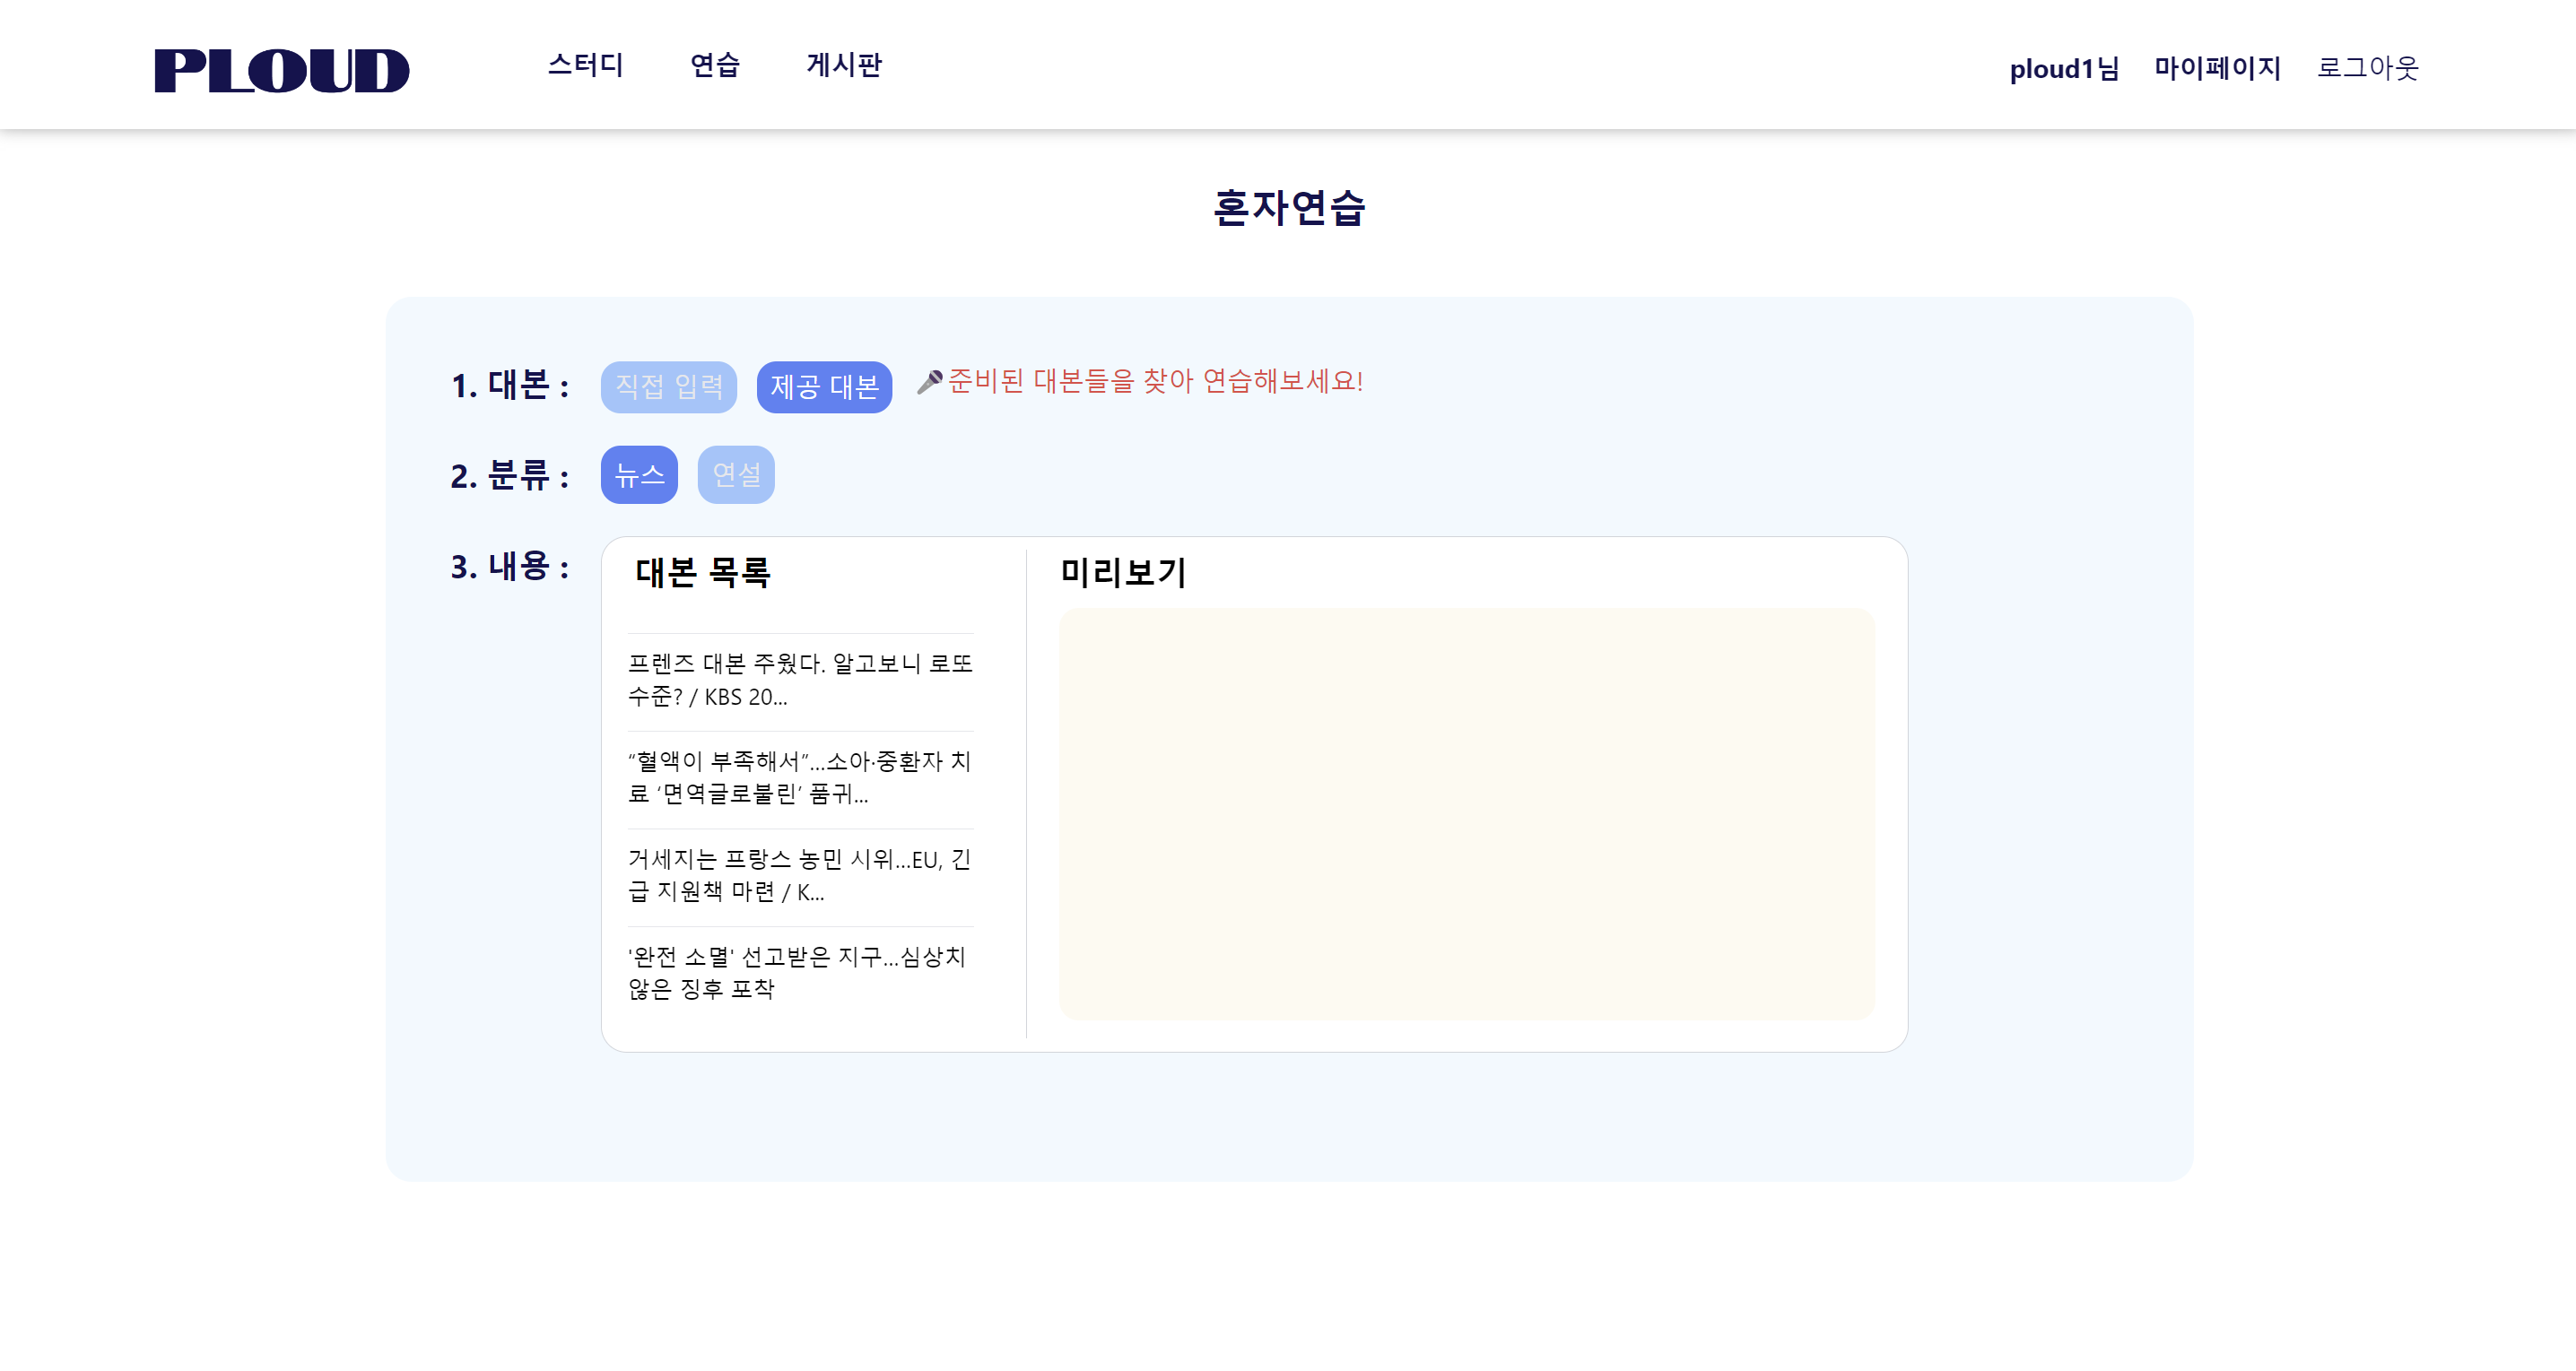 PLOUD 스터디 연습 게시판 ploud1님 마이페이지 로그아웃
혼자연습
1. 대본 : 직접 입력 제공 대본 🎤준비된 대본들을 찾아 연습해보세요!
2. 분류 : 뉴스 연설
3. 내용 :
대본 목록
프렌즈 대본 주웠다. 알고보니 로또
수준? / KBS 20...
“혈액이 부족해서”…소아·중환자 치
료 ‘면역글로불린’ 품귀...
거세지는 프랑스 농민 시위…EU, 긴
급 지원책 마련 / K...
'완전 소멸' 선고받은 지구...심상치
않은 징후 포착
미리보기